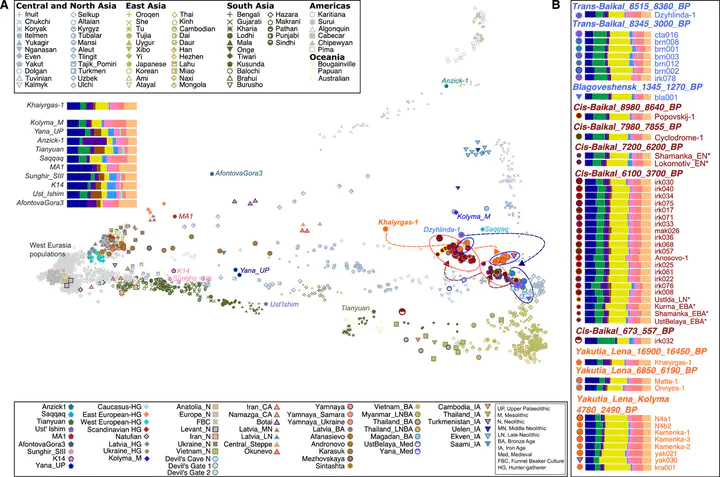 A
Central and North Asia
Inuit
Chukchi
Koryak
Itelmen
Yukagir
Nganasan
Even
Yakut
Dolgan
Tuvinian
Kalmyk
Selkup
Altaian
Kyrgyz
Tubalar
Mansi
Aleut
Tlingit
Tajik_Pomiri
Turkmen
Uzbek
Ulchi
East Asia
Oroqen
She
Tu
Tujia
Uygur
Xibo
Yi
Japanese
Korean
Ami
Atayal
Thai
Kinh
Cambodian
Dai
Daur
Han
Hezhen
Lahu
Miao
Naxi
Mongola
South Asia
Bengali
Gujarati
Kharia
Lodhi
Mala
Tiwari
Kusunda
Balochi
Brahui
Burusho
Hazara
Makrani
Onge
Pathan
Punjabi
Sindhi
Americas
Karitiana
Surui
Algonquin
Cabecar
Chipewyan
Pima
Oceania
Bougainville
Papuan
Australian
Khaiyrgas-1
Kolyma_M
Yana_UP
Anzick-1
Tianyuan
Saqqaq
MA1
Sunghir_SIII
K14
Ust_Ishim
AfontovaGora3
Anzick-1
AfontovaGora3
MA1
Khaiyrgas-1
Kolyma_M
Dzylinda-1
Saqqaq
West Eurasia
populations
K14
Sunghir_SIII
Yana_UP
Ust'Ishim
Tianyuan
Anzick1
Saqqaq
Tianyuan
Ust' Ishim
MA1
AfontovaGora3
Sunghir_SIII
K14
Yana_UP
Caucasus-HG
East European-HG
West European-HG
Scandinavian HG
Natufian
Latvia_HG
Ukraine_HG
Kolyma_M
Anatolia_N
Europe_N
FBC
Levant_N
Iran_N
Ukraine_N
Vietnam_N
Devil's Cave N
Devil's Gate 1
Devil's Gate 2
Iran_CA
Namazga_CA
Botai
Latvia_MN
Latvia_LN
Central_Steppe
Okunevo
Yamnaya
Yamnaya_Samara
Yamnaya_Ukraine
Latvia_BA
Afanasievo
Andronovo
Karasuk
Mezhovskaya
Sintashta
Vietnam_BA
Myanmar_LNBA
Thailand_LNBA
Magadan_BA
UstBelaya_Med
Yana_Med
Cambodia_IA
Thailand_IA
Turkmenistan_IA
Uelen_IA
Ekven_IA
Saami_IA
UP, Upper Palaeolithic
M, Mesolithic
N, Neolithic
MN, Middle Neolithic
LN, Late Neolithic
BA, Bronze Age
IA, Iron Age
Med, Medieval
FBC, Funnel Beaker Culture
HG, Hunter-gatherer
B
Trans-Baikal_8515_8380_BP
Dzyhlinda-1
Trans-Baikal_8345_3000_BP
cta016
brn008
brn001
brn003
brn012
brn002
irk078
Blagoveshensk_1345_1270_BP
bla001
Cis-Baikal_8980_8640_BP
Popovskij-1
Cis-Baikal_7980_7855_BP
Cyclodrome-1
Cis-Baikal_7200_6200_BP
Shamanka_EN*
Lokomotiv_EN*
Cis-Baikal_6100_3700_BP
irk030
irk040
irk034
irk075
irk017
irk071
irk033
mak026
irk036
irk068
irk057
Anosovo-1
irk025
irk061
irk022
irk076
irk008
UstIda_LN*
Kurma_EBA*
Shamanka_EBA*
UstBelaya_EBA*
Cis-Baikal_673_557_BP
irk032
Yakutia_Lena_16900_16450_BP
Khaiyrgas-1
Yakutia_Lena_6850_6190_BP
Matta-1
Onnyos-1
Yakutia_Lena_Kolyma
4780_2490_BP
N4a1
N4b2
Kamenka-1
Kamenka-3
Kamenka-2
yak021
yak030
kra001